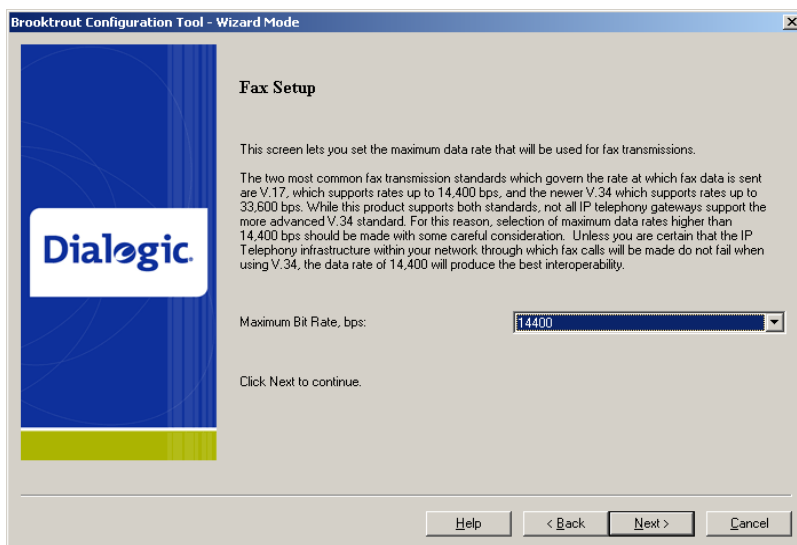 Brooktrout Configuration Tool - Wizard Mode
Fax Setup
This screen lets you set the maximum data rate that will be used for fax transmissions.
The two most common fax transmission standards which govern the rate at which fax data is sent
are V.17, which supports rates up to 14,400 bps, and the newer V.34 which supports rates up to
33,600 bps. While this product supports both standards, not all IP telephony gateways support the
more advanced V.34 standard. For this reason, selection of maximum data rates higher than
14,400 bps should be made with some careful consideration. Unless you are certain that the IP
Telephony infrastructure within your network through which fax calls will be made do not fail when
using V.34, the data rate of 14,400 will produce the best interoperability.
Dialogic.
Maximum Bit Rate, bps:
14400
Click Next to continue.
Help
< Back
Next >
Cancel